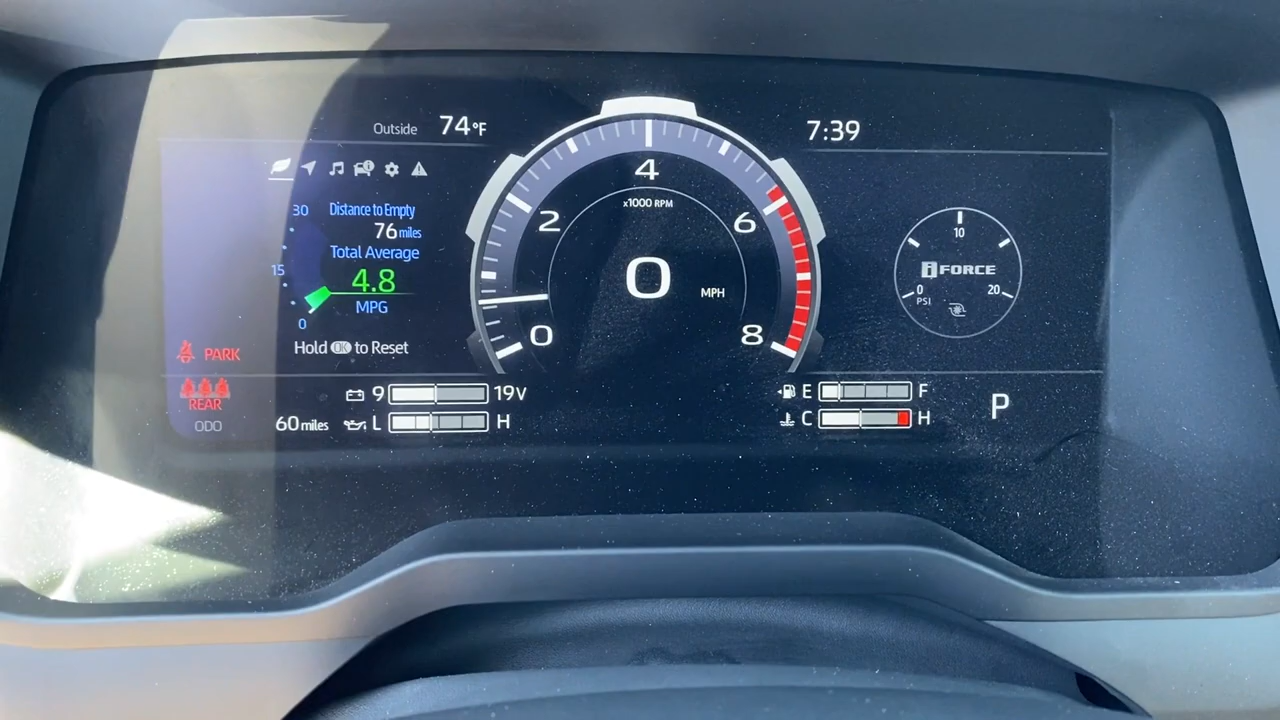 Outside 74°F
7:39
30
15
0
Distance to Empty
76 miles
Total Average
4.8
MPG
Hold OK to Reset
0
2
4
6
8
x1000 RPM
0 MPH
0
10
20
PSI
iFORCE
PARK
REAR
ODO 60 miles
9 19V
L H
E F
C H
P